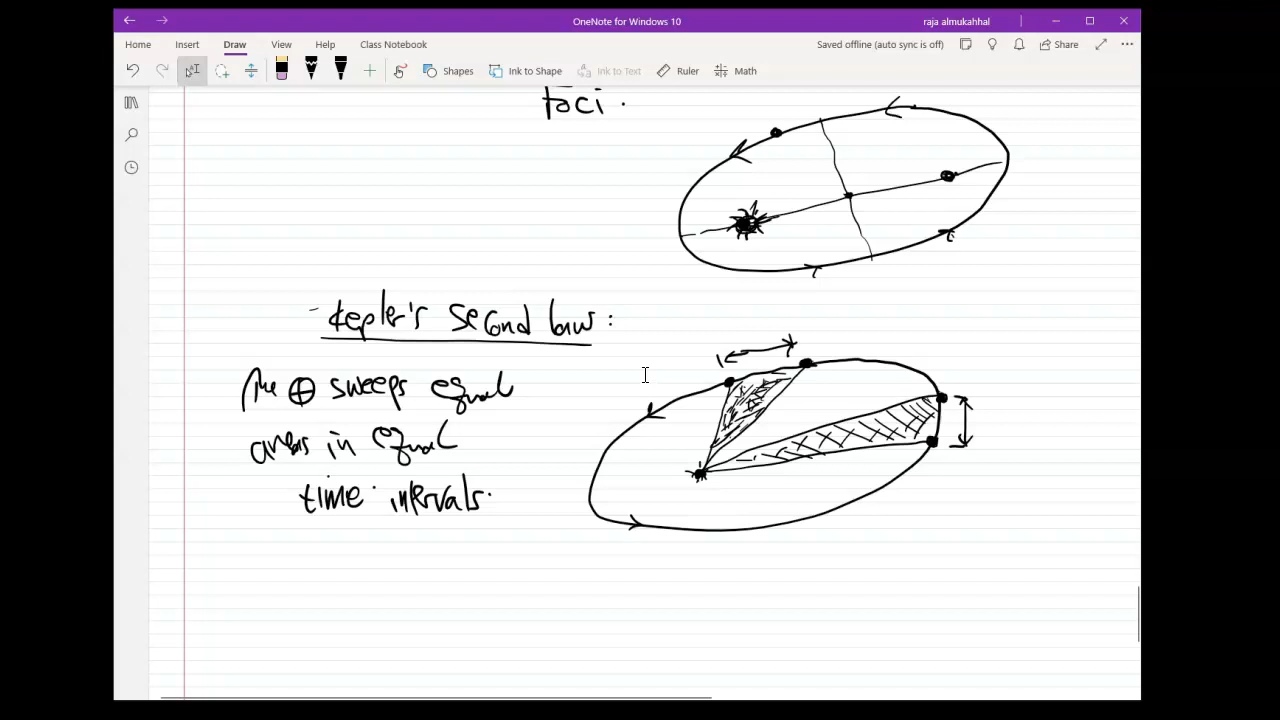 OneNote for Windows 10
raja almukahhal
Home Insert Draw View Help Class Notebook
Saved offline (auto sync is off)
Share
Shapes Ink to Shape Ink to Text Ruler Math
foci.
- Kepler's second law:
The ⊕ sweeps equal
areas in equal
time intervals.